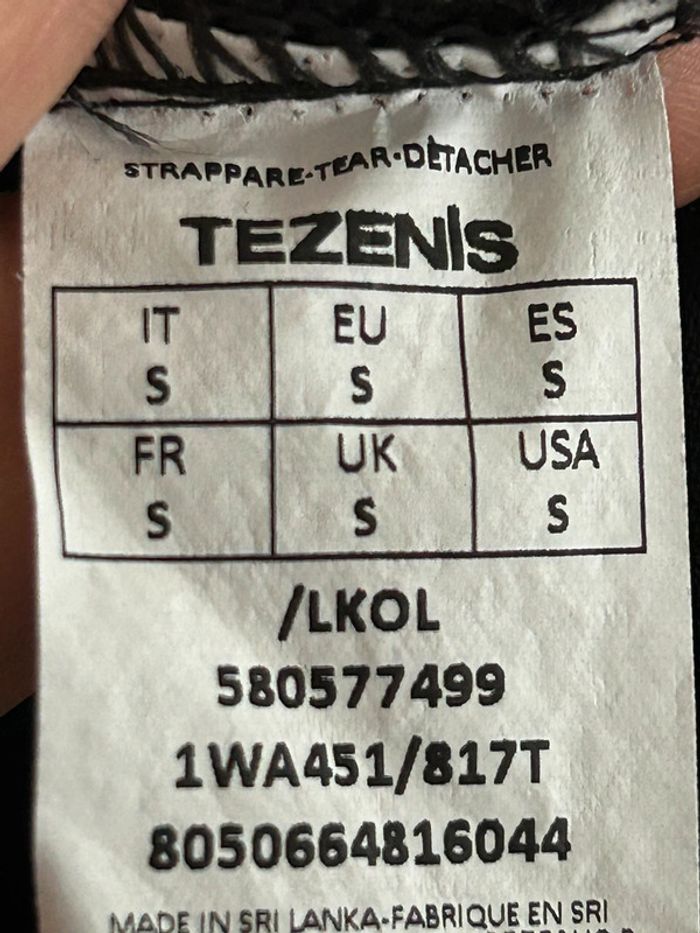 STRAPPARE-TEAR-DÈTACHER
TEZENIS
IT EU ES
S S S
FR UK USA
S S S
/LKOL
580577499
1WA451/817T
8050664816044
MADE IN SRI LANKA-FABRIQUE EN SRI